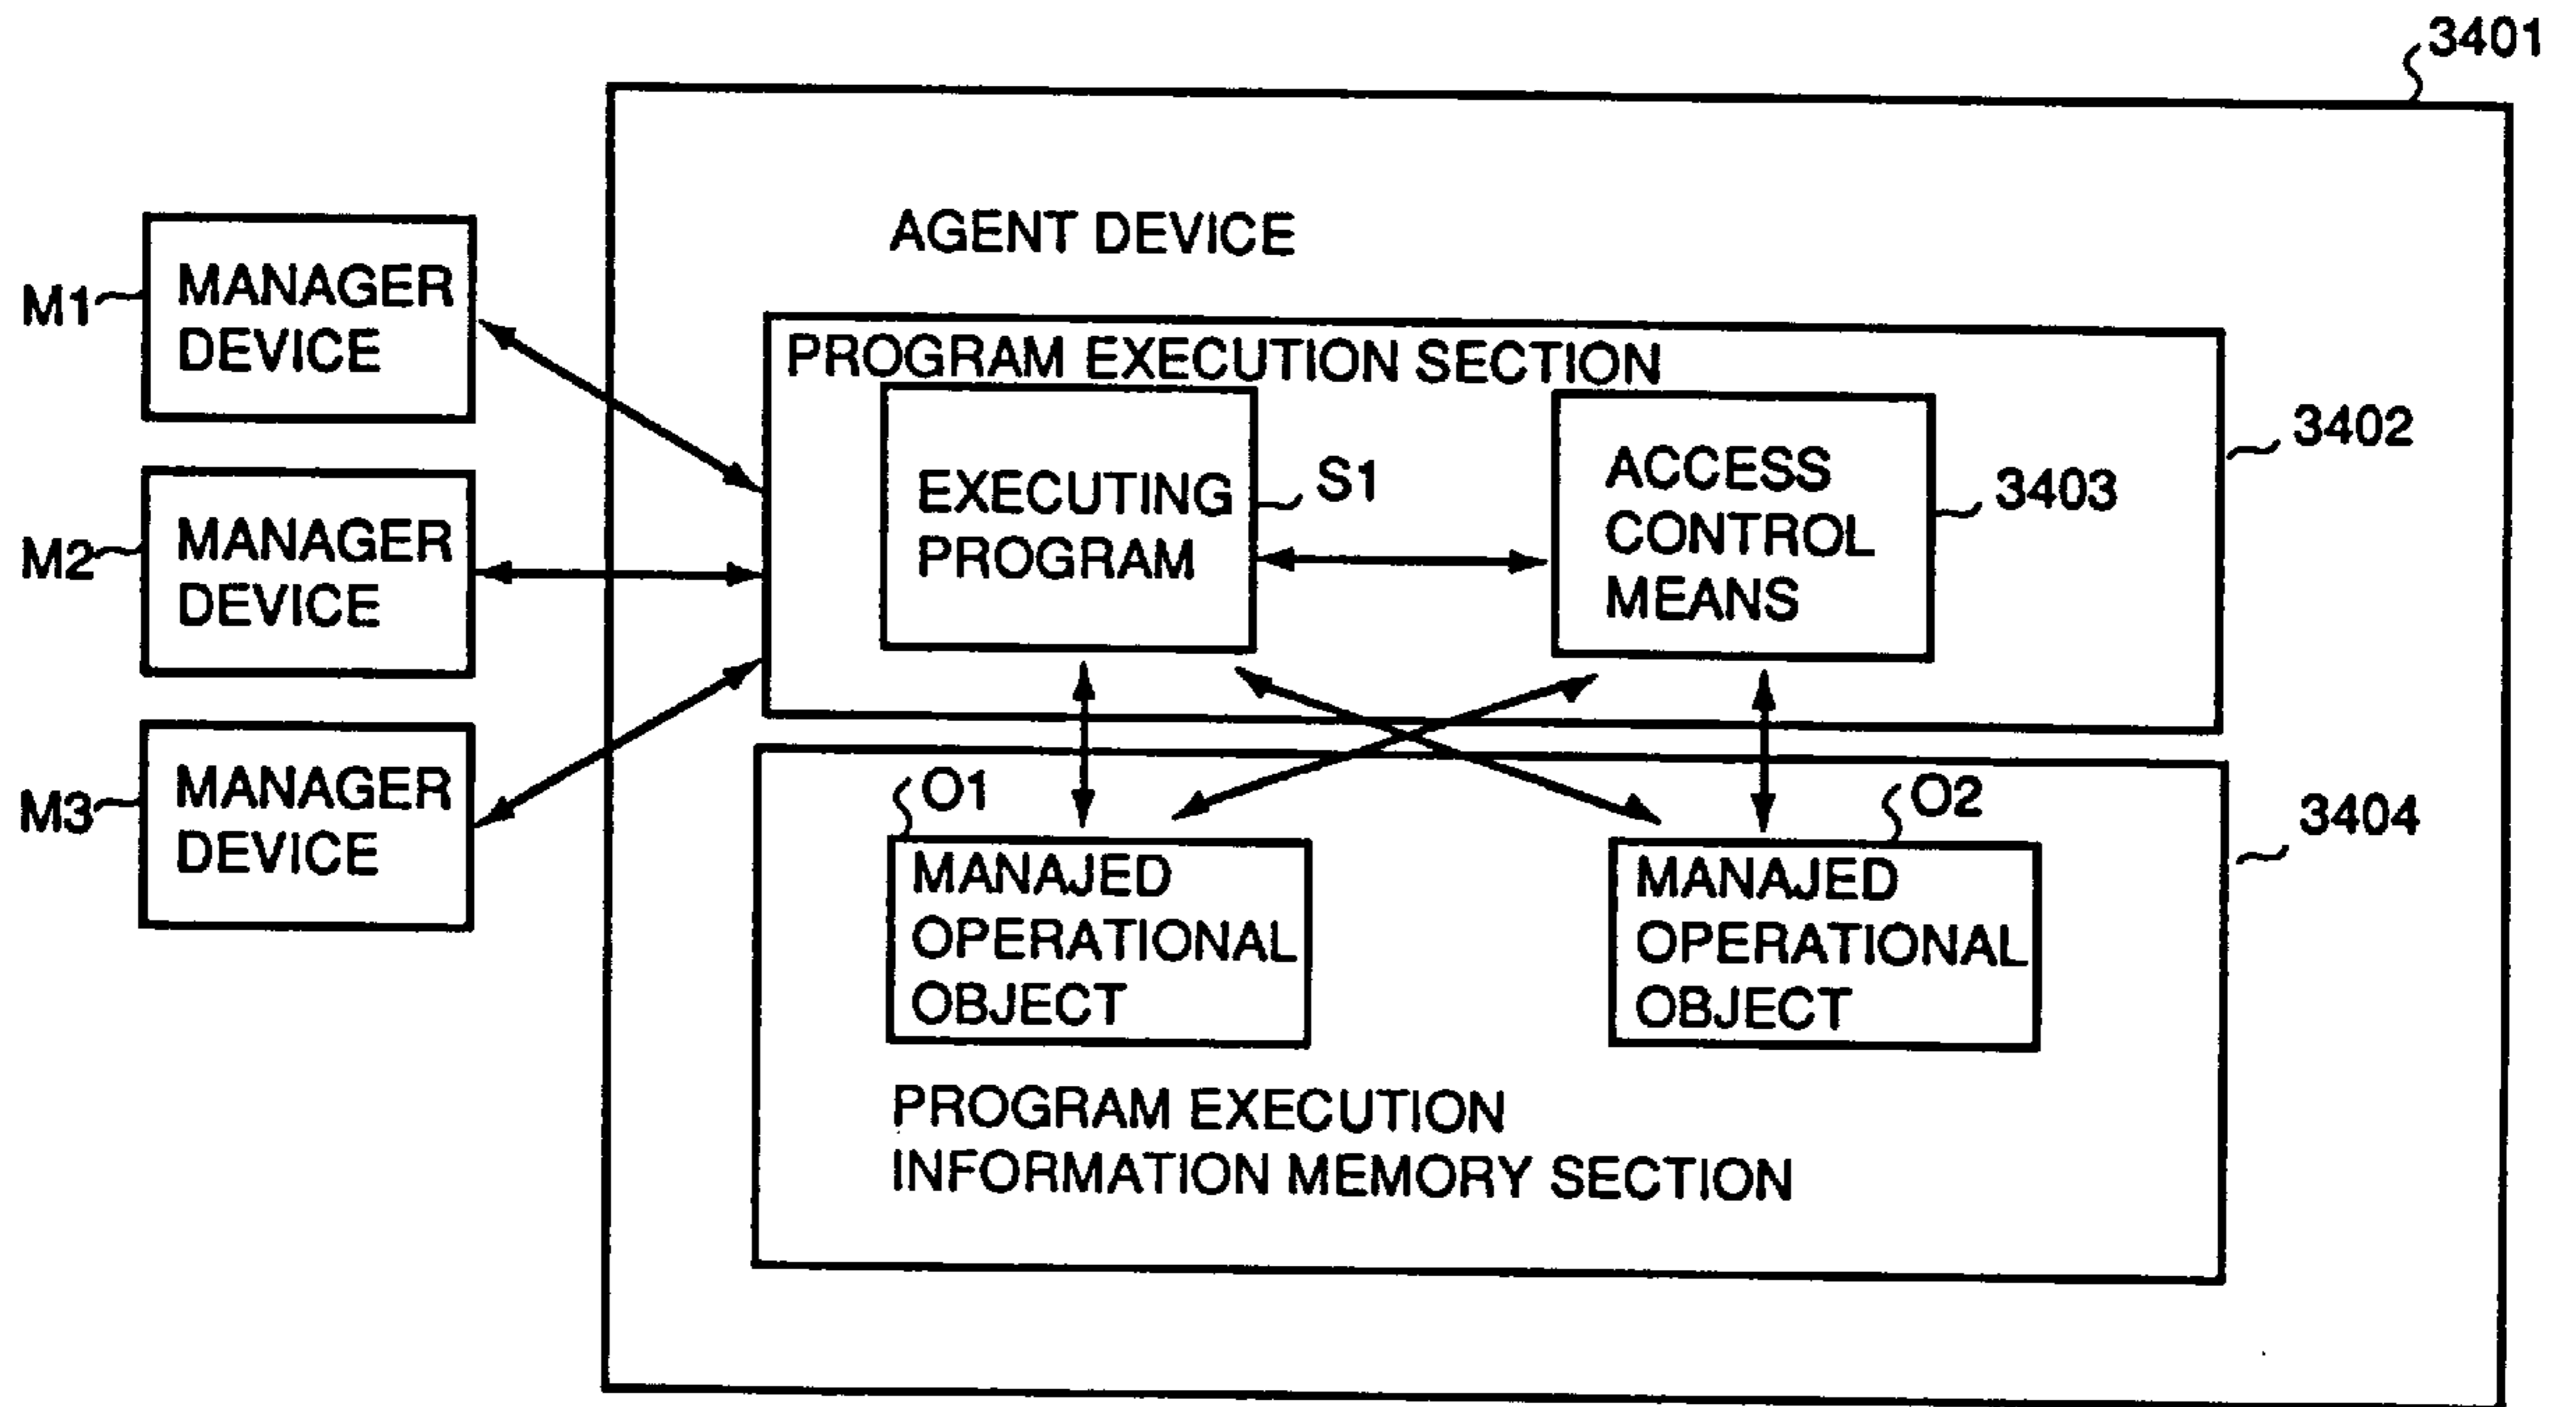 3401
AGENT DEVICE
M1
MANAGER
DEVICE
M2
MANAGER
DEVICE
M3
MANAGER
DEVICE
PROGRAM EXECUTION SECTION
3402
EXECUTING
PROGRAM
S1
ACCESS
CONTROL
MEANS
3403
3404
O1
MANAJED
OPERATIONAL
OBJECT
O2
MANAJED
OPERATIONAL
OBJECT
PROGRAM EXECUTION
INFORMATION MEMORY SECTION